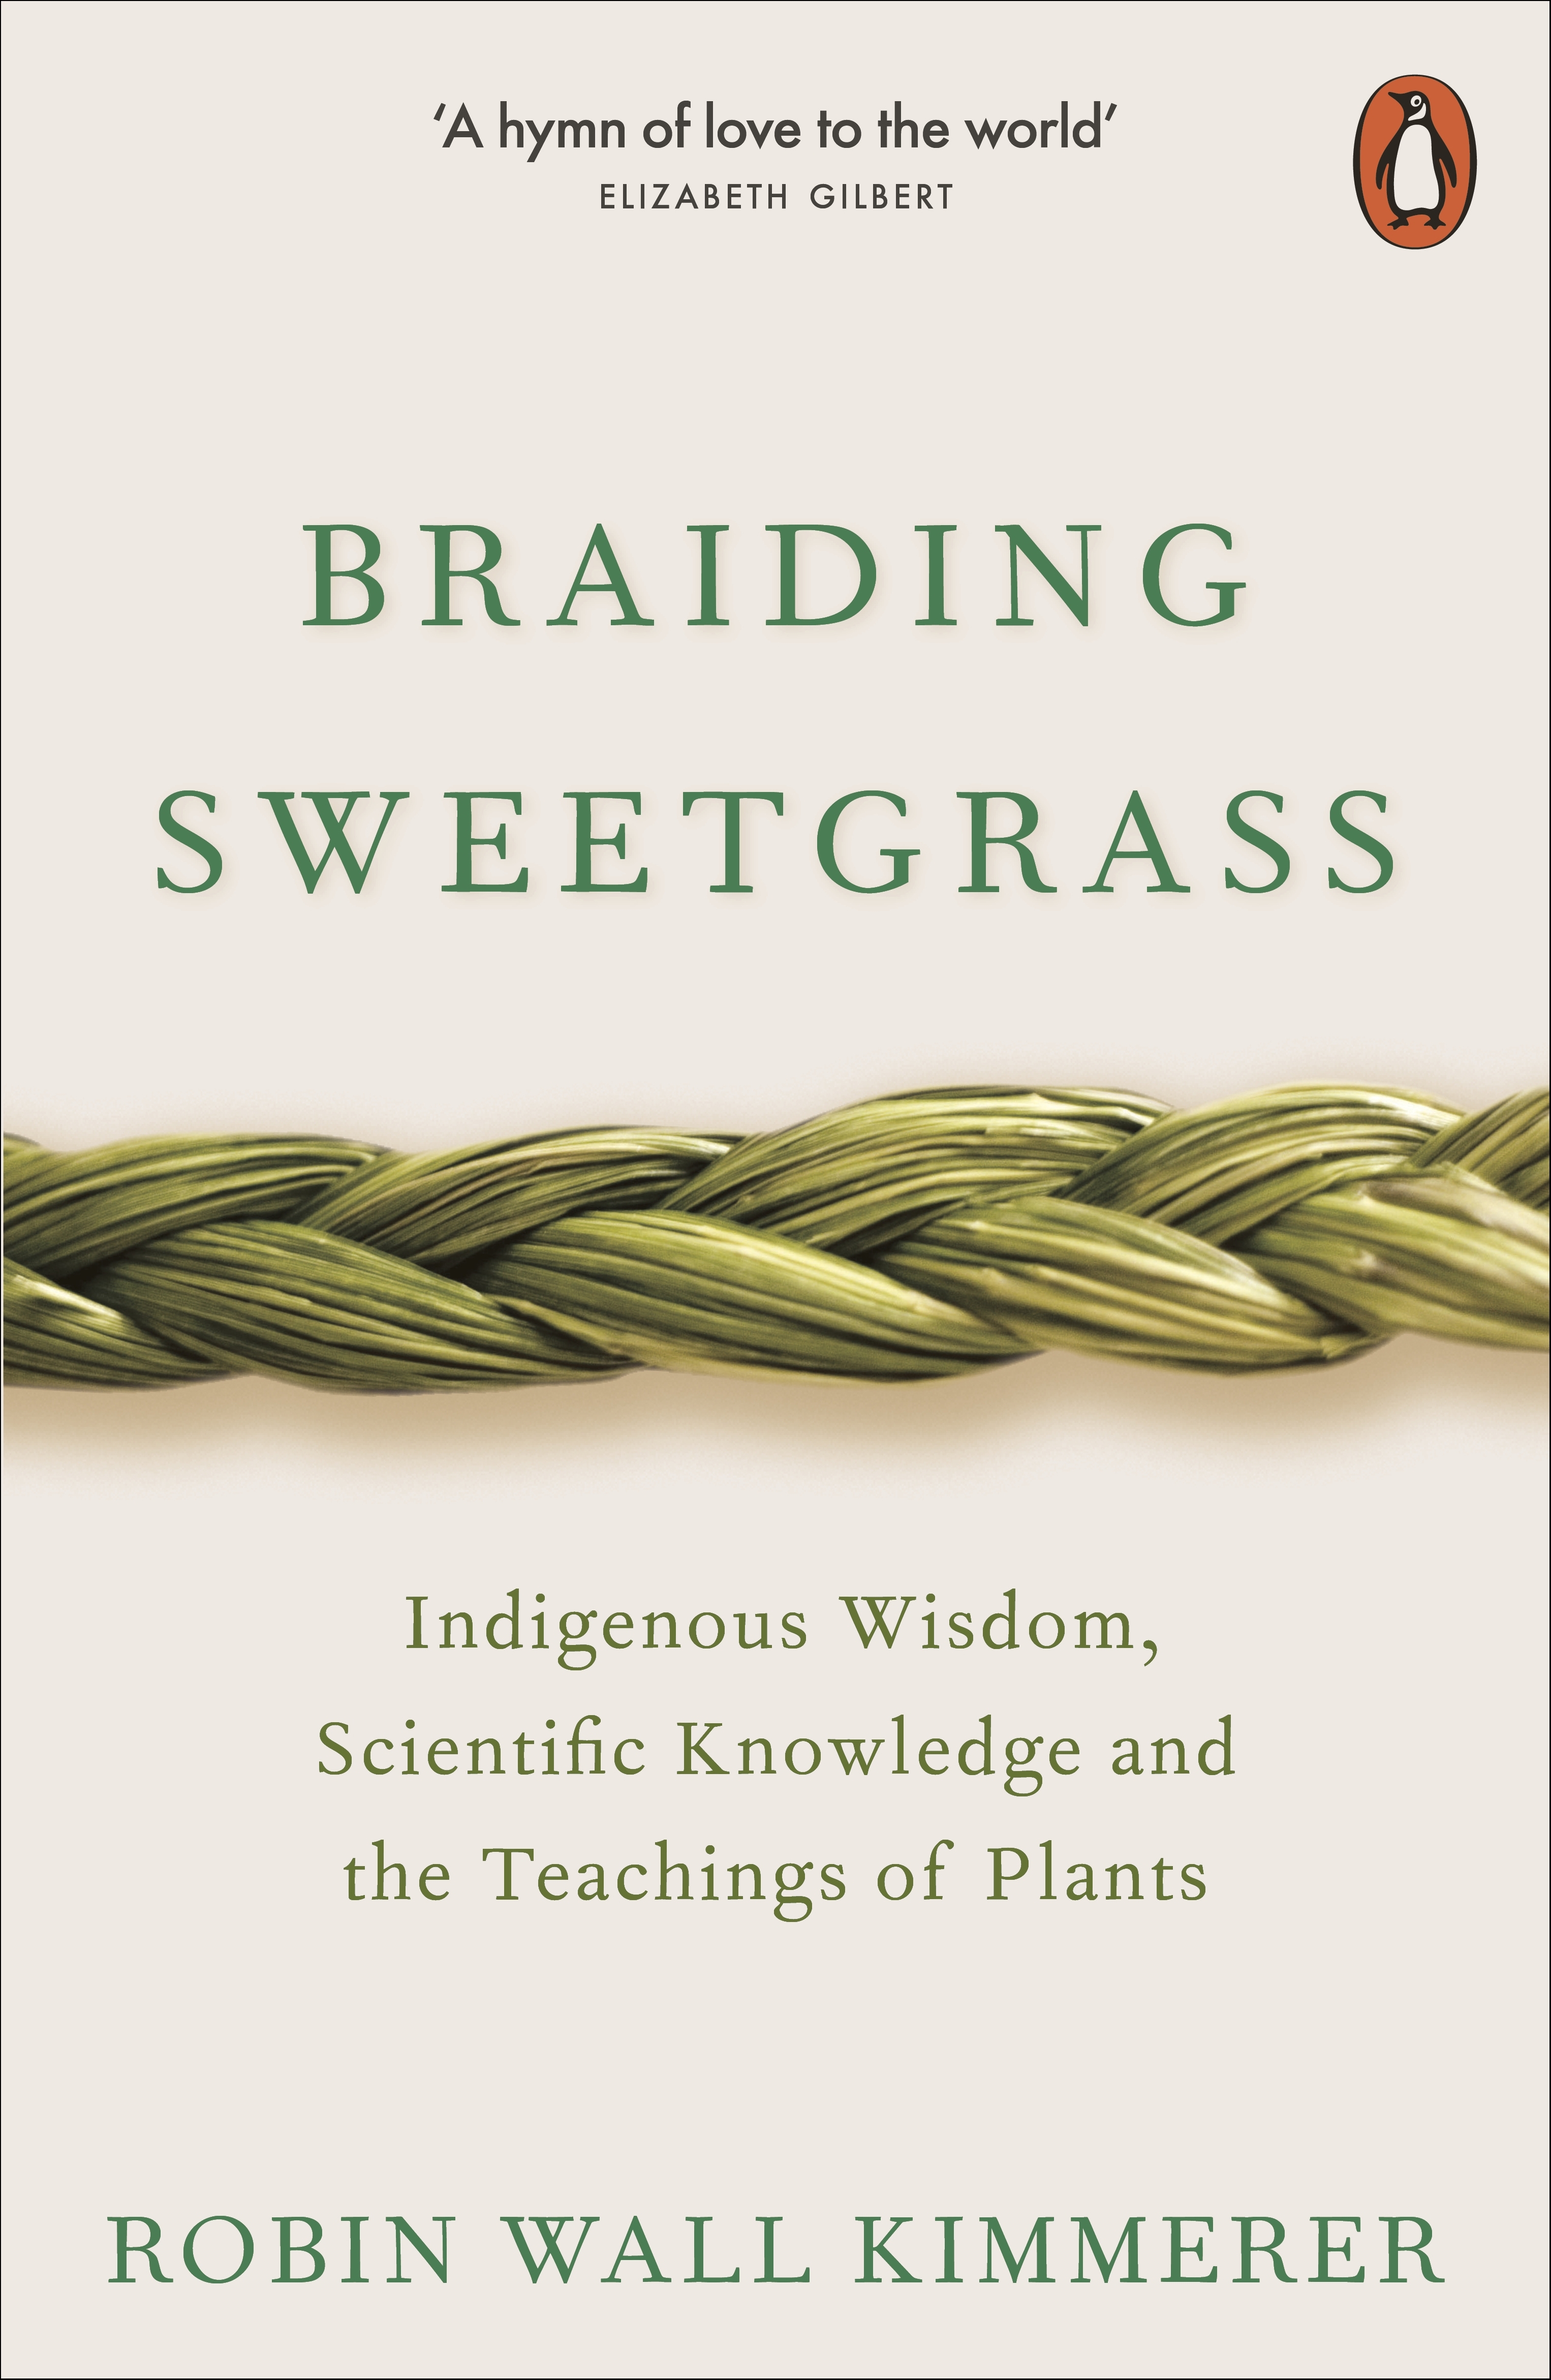 ‘A hymn of love to the world’
ELIZABETH GILBERT
BRAIDING
SWEETGRASS
Indigenous Wisdom,
Scientific Knowledge and
the Teachings of Plants
ROBIN WALL KIMMERER